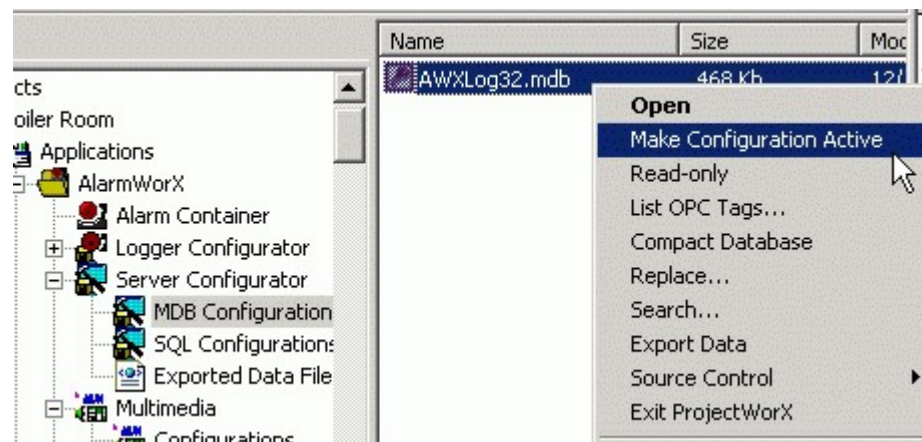 Name
Size
Moc
AWXLog32.mdb
468 Kb
12/
cts
oiler Room
Applications
AlarmWorX
Alarm Container
Logger Configurator
Server Configurator
MDB Configuration
SQL Configurations
Exported Data File
Multimedia
Configurations
Open
Make Configuration Active
Read-only
List OPC Tags...
Compact Database
Replace...
Search...
Export Data
Source Control
Exit ProjectWorX